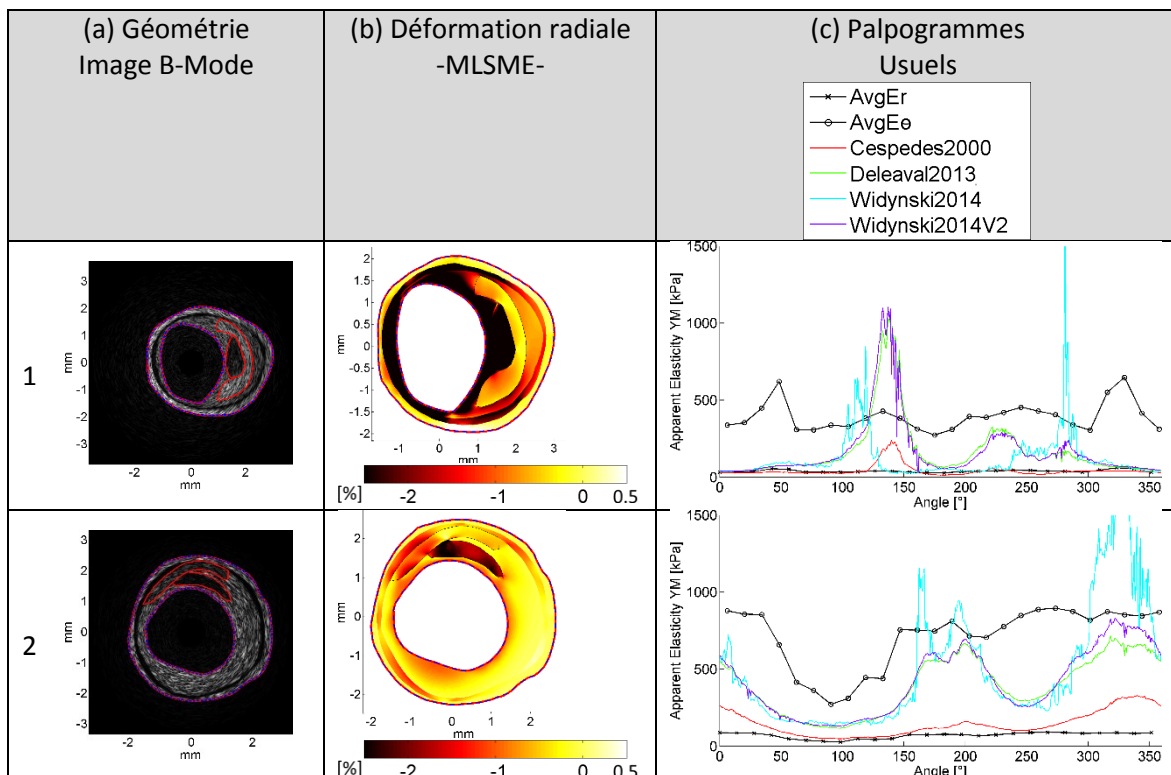 (a) Géométrie
Image B-Mode
(b) Déformation radiale
-MLSME-
(c) Palpogrammes
Usuels
AvgEr
AvgEɵ
Cespedes2000
Deleaval2013
Widynski2014
Widynski2014V2
1
3
2
1
0
-1
-2
-3
mm
-2 0 2
mm
2
1.5
1
0.5
0
-0.5
-1
-1.5
-2
mm
-1 0 1 2 3
mm
[%] -2 -1 0 0.5
1500
1000
500
0
Apparent Elasticity YM [kPa]
0 50 100 150 200 250 300 350
Angle [°]
2
3
2
1
0
-1
-2
-3
mm
-2 0 2
mm
2
1
0
-1
-2
mm
-2 -1 0 1 2
mm
[%] -2 -1 0 0.5
1500
1000
500
0
Apparent Elasticity YM [kPa]
0 50 100 150 200 250 300 350
Angle [°]